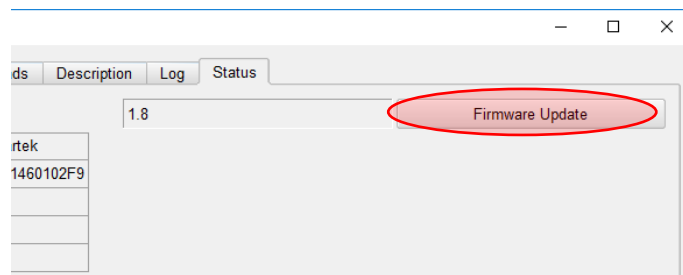 ds Description Log Status
1.8 Firmware Update
rtek
1460102F9